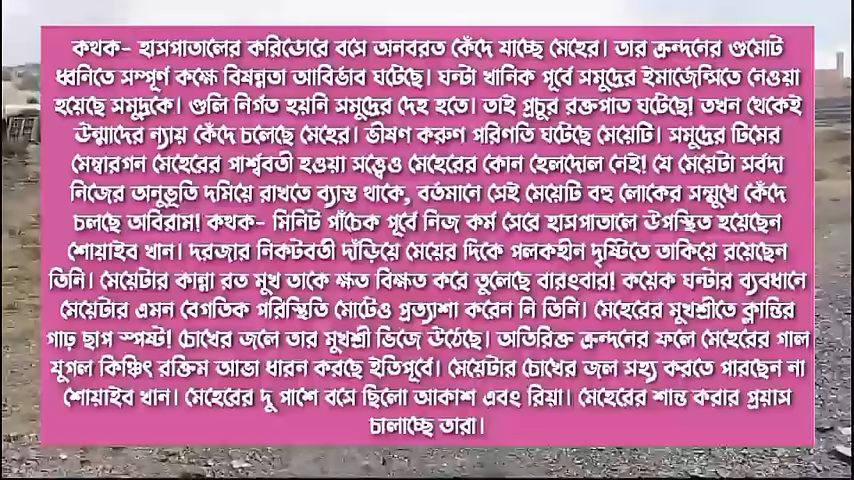 কথক- হাসপাতালের করিডোরে বসে অনবরত কেঁদে যাচ্ছে মেহের। তার ক্রন্দনের গুমোট
ধ্বনিতে সম্পূর্ণ কক্ষে বিষন্নতা আবির্ভাব ঘটেছে। ঘন্টা খানিক পূর্বে সমুদ্রের ইমার্জেন্সিতে নেওয়া
হয়েছে সমুদ্রকে। গুলি নির্গত হয়নি সমুদ্রের দেহ হতে। তাই প্রচুর রক্তপাত ঘটেছে! তখন থেকেই
উন্মাদের ন্যায় কেঁদে চলেছে মেহের। ভীষণ করুণ পরিণতি ঘটেছে মেয়েটি। সমুদ্রের টিমের
মেম্বারগন মেহেরের পার্শ্ববর্তী হওয়া সত্ত্বেও মেহেরের কোন হেলদোল নেই! যে মেয়েটা সর্বদা
নিজের অনুভূতি দমিয়ে রাখতে ব্যাস্ত থাকে, বর্তমানে সেই মেয়েটি বহু লোকের সন্মুখে কেঁদে
চলছে অবিরাম! কথক- মিনিট পাঁচেক পূর্বে নিজ কর্ম সেরে হাসপাতালে উপস্থিত হয়েছেন
শোয়াইব খান। দরজার নিকটবর্তী দাঁড়িয়ে মেয়ের দিকে পলকহীন দৃষ্টিতে তাকিয়ে রয়েছেন
তিনি। মেয়েটার কান্না রত মুখ তাকে ক্ষত বিক্ষত করে তুলেছে বারংবার! কয়েক ঘন্টার ব্যবধানে
মেয়েটার এমন বেগতিক পরিস্থিতি মোটেও প্রত্যাশা করেন নি তিনি। মেহেরের মুখশ্রীতে ক্লান্তির
গাঢ় ছাপ স্পষ্ট! চোখের জলে তার মুখশ্রী ভিজে উঠেছে। অতিরিক্ত ক্রন্দনের ফলে মেহেরের গাল
যুগল কিঞ্চিৎ রক্তিম আভা ধারন করছে ইতিপূর্বে। মেয়েটার চোখের জল সহ্য করতে পারছেন না
শোয়াইব খান। মেহেরের দু পাশে বসে ছিলো আকাশ এবং রিয়া। মেহেরের শান্ত করার প্রয়াস
চালাচ্ছে তারা।